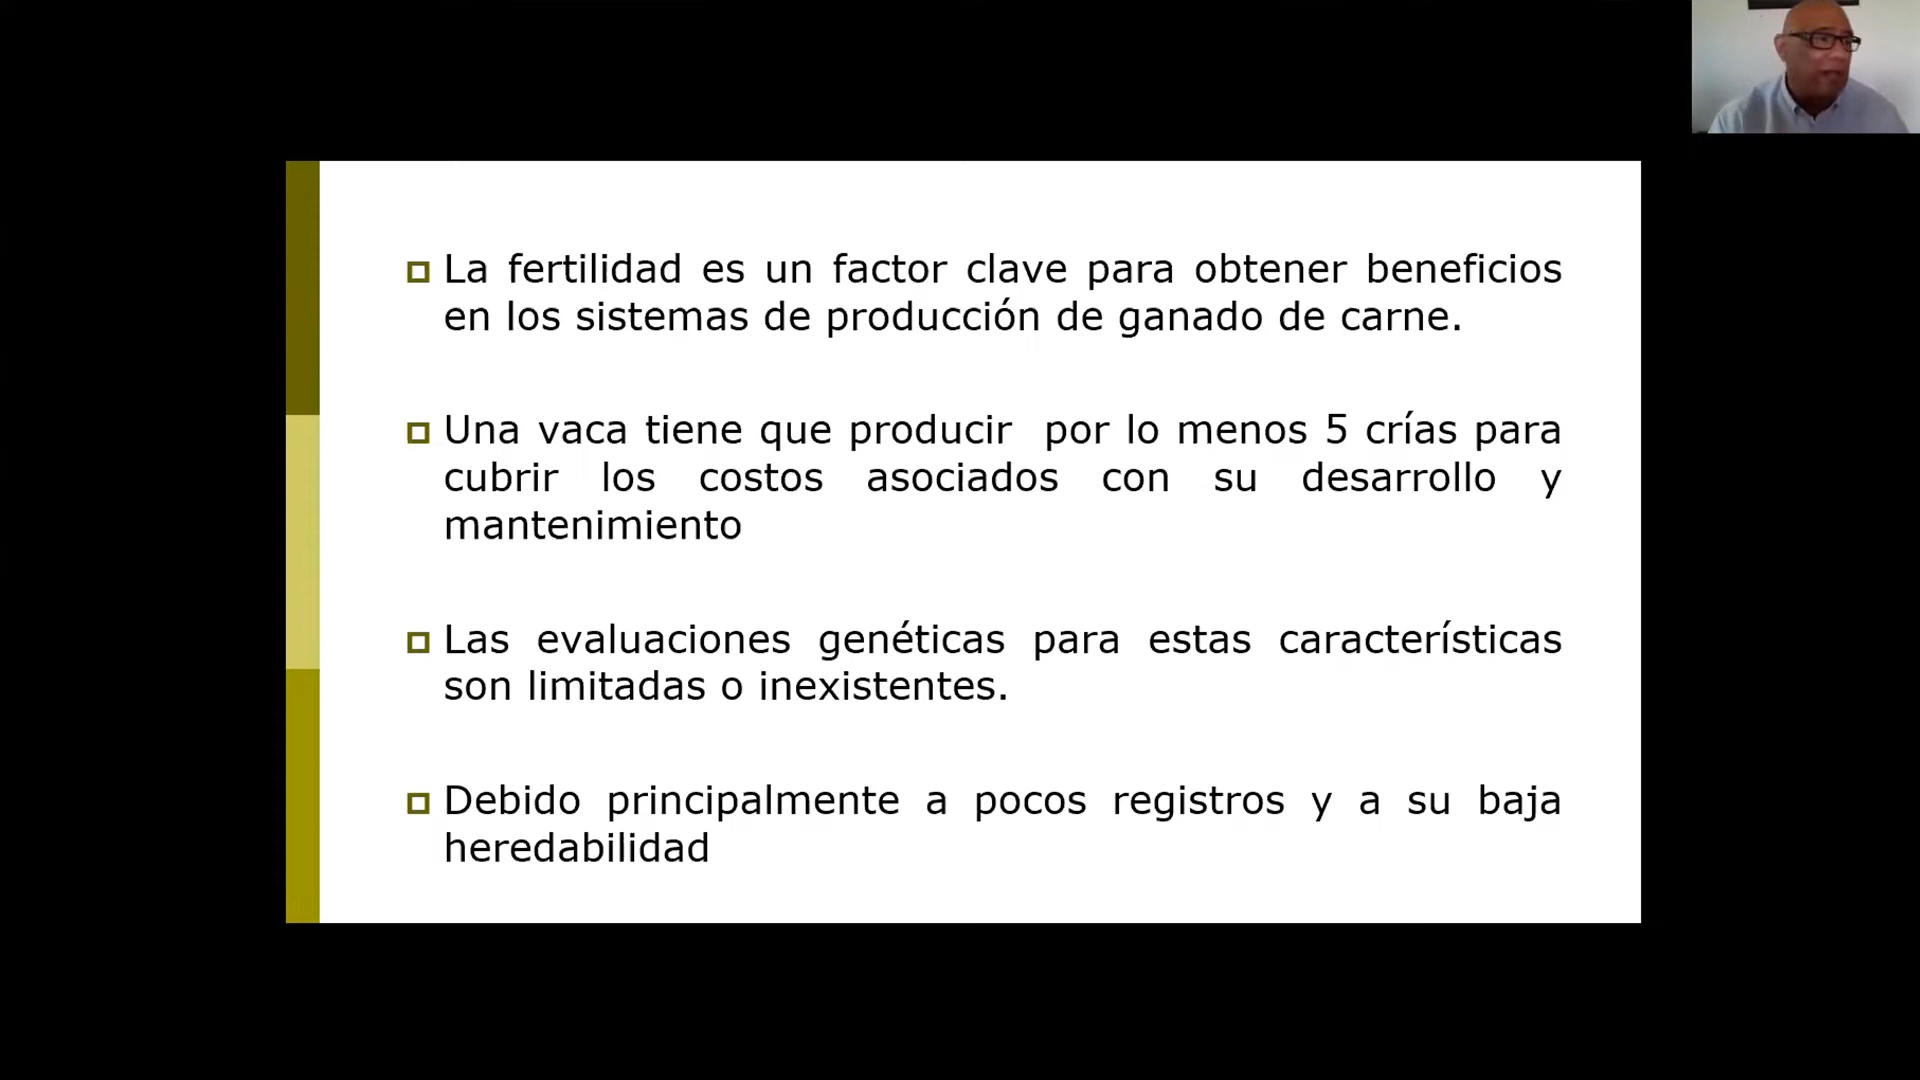 La fertilidad es un factor clave para obtener beneficios
en los sistemas de producción de ganado de carne.
Una vaca tiene que producir por lo menos 5 crías para
cubrir los costos asociados con su desarrollo y
mantenimiento
Las evaluaciones genéticas para estas características
son limitadas o inexistentes.
Debido principalmente a pocos registros y a su baja
heredabilidad